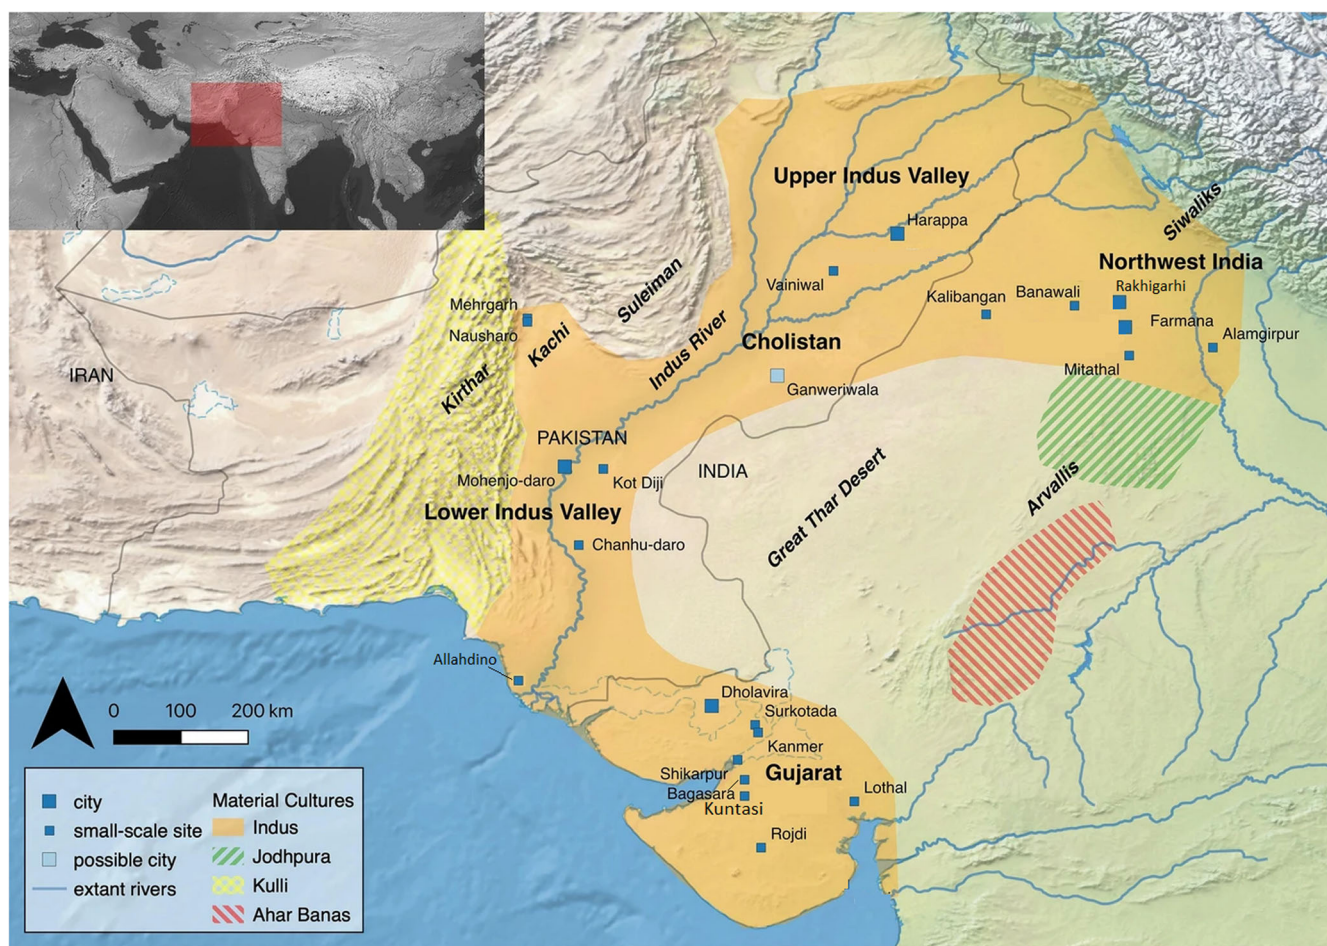 Upper Indus Valley
Harappa
Siwaliks
Northwest India
Vainiwal
Rakhigarhi
Kalibangan
Banawali
Farmana
Alamgirpur
Mitathal
Suleiman
Mehrgarh
Nausharo
Kachi
Indus River
Cholistan
Ganweriwala
IRAN
Kirthar
PAKISTAN
INDIA
Mohenjo-daro
Kot Diji
Great Thar Desert
Arvallis
Lower Indus Valley
Chanhu-daro
Allahdino
Dholavira
Surkotada
Kanmer
Shikarpur
Gujarat
Bagasara
Lothal
Kuntasi
Rojdi
0 100 200 km
city
small-scale site
possible city
extant rivers
Material Cultures
Indus
Jodhpura
Kulli
Ahar Banas